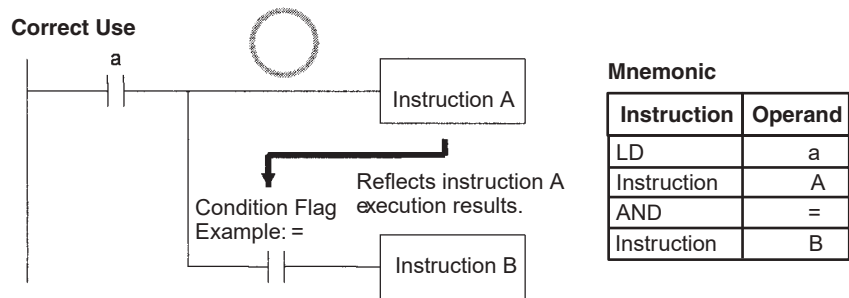 Correct Use
a
Instruction A
Reflects instruction A
execution results.
Condition Flag
Example: =
Instruction B
Mnemonic
Instruction Operand
LD a
Instruction A
AND =
Instruction B